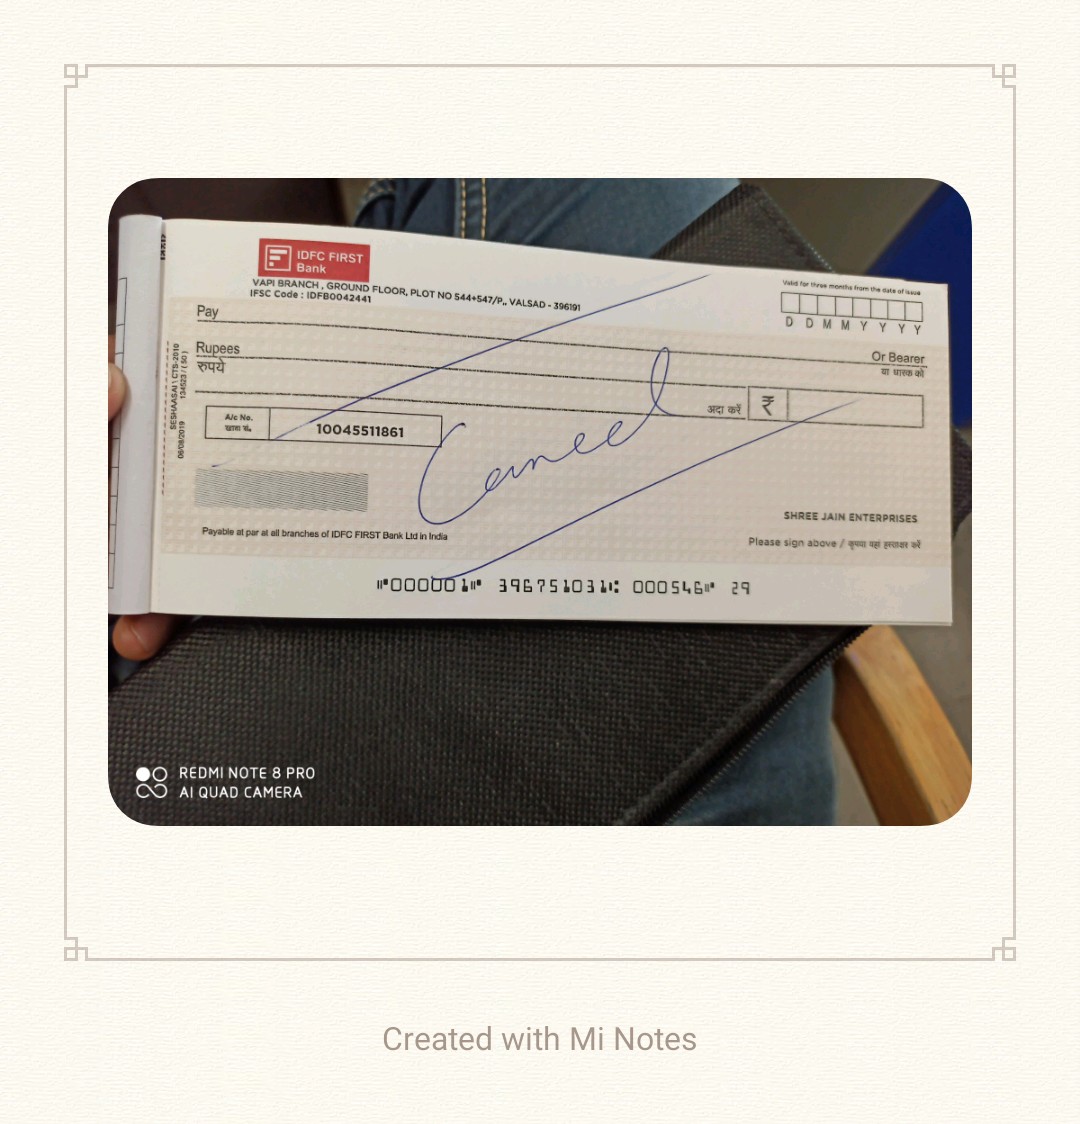 IDFC FIRST
Bank
VAPI BRANCH , GROUND FLOOR, PLOT NO 544+547/P,, VALSAD - 396191
IFSC Code : IDFB0042441
Valid for three months from the date of issue
D D M M Y Y Y Y
Pay
Or Bearer
या धारक को
Rupees
रुपये
अदा करें ₹
A/c No.
खाता सं.
10045511861
Cancel
SESHAASAI \ CTS-2010
134523 / ( 50 )
06/08/2019
SHREE JAIN ENTERPRISES
Payable at par at all branches of IDFC FIRST Bank Ltd in India
Please sign above / कृपया यहां हस्ताक्षर करें
⑈000001⑈ 396751031⑆ 000546⑈ 29
REDMI NOTE 8 PRO
AI QUAD CAMERA
Created with Mi Notes